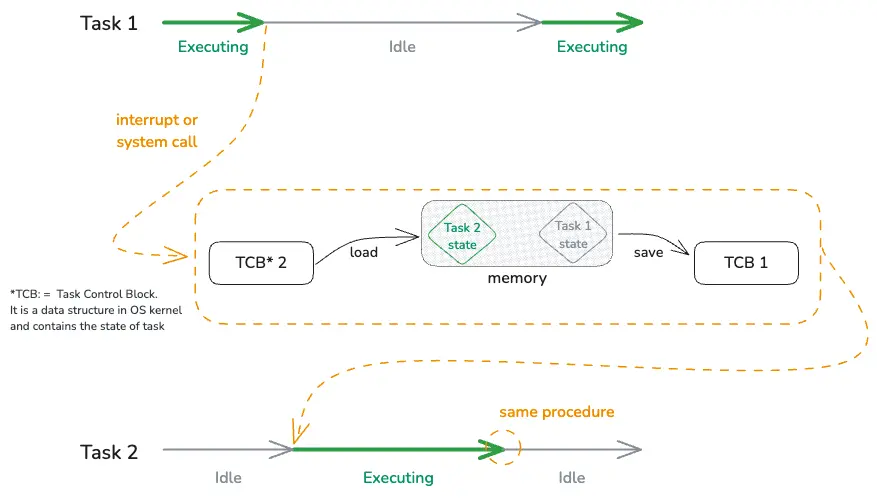 Task 1
Executing
Idle
Executing
interrupt or
system call
TCB* 2
load
Task 2
state
Task 1
state
memory
save
TCB 1
*TCB: = Task Control Block.
It is a data structure in OS kernel
and contains the state of task
same procedure
Task 2
Idle
Executing
Idle